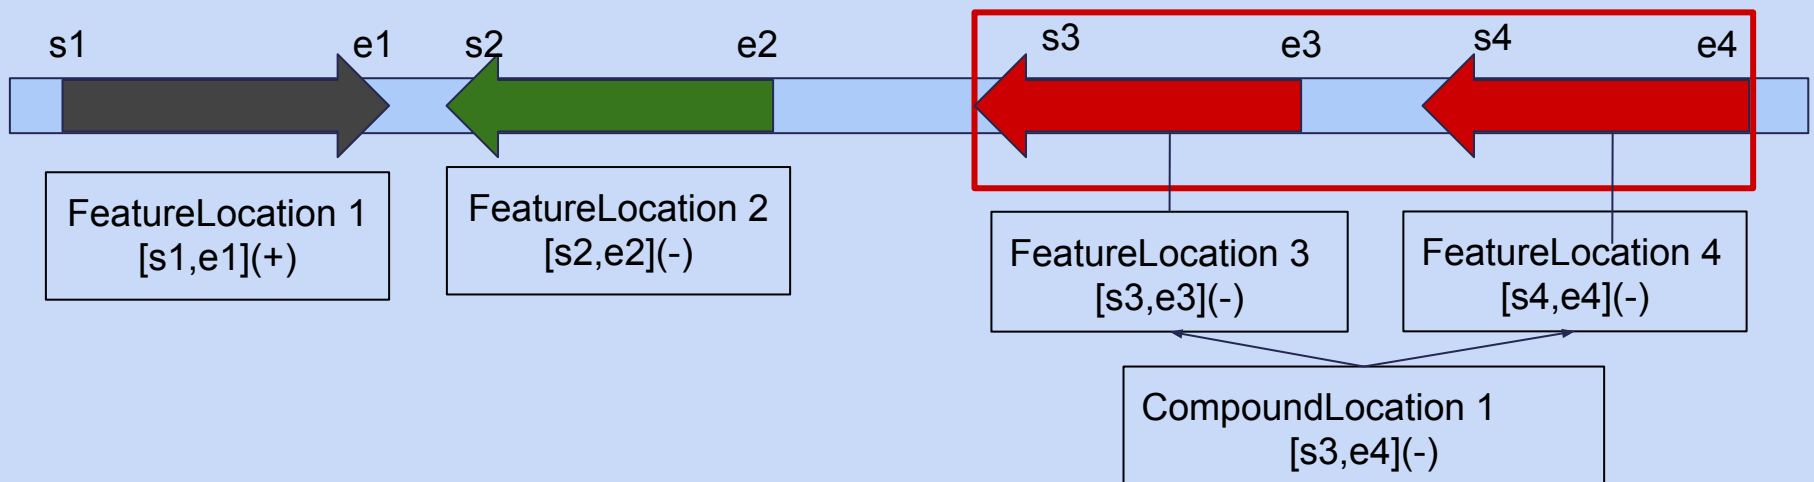 s1 e1 s2 e2 s3 e3 s4 e4
FeatureLocation 1
[s1,e1](+)
FeatureLocation 2
[s2,e2](-)
FeatureLocation 3
[s3,e3](-)
FeatureLocation 4
[s4,e4](-)
CompoundLocation 1
[s3,e4](-)